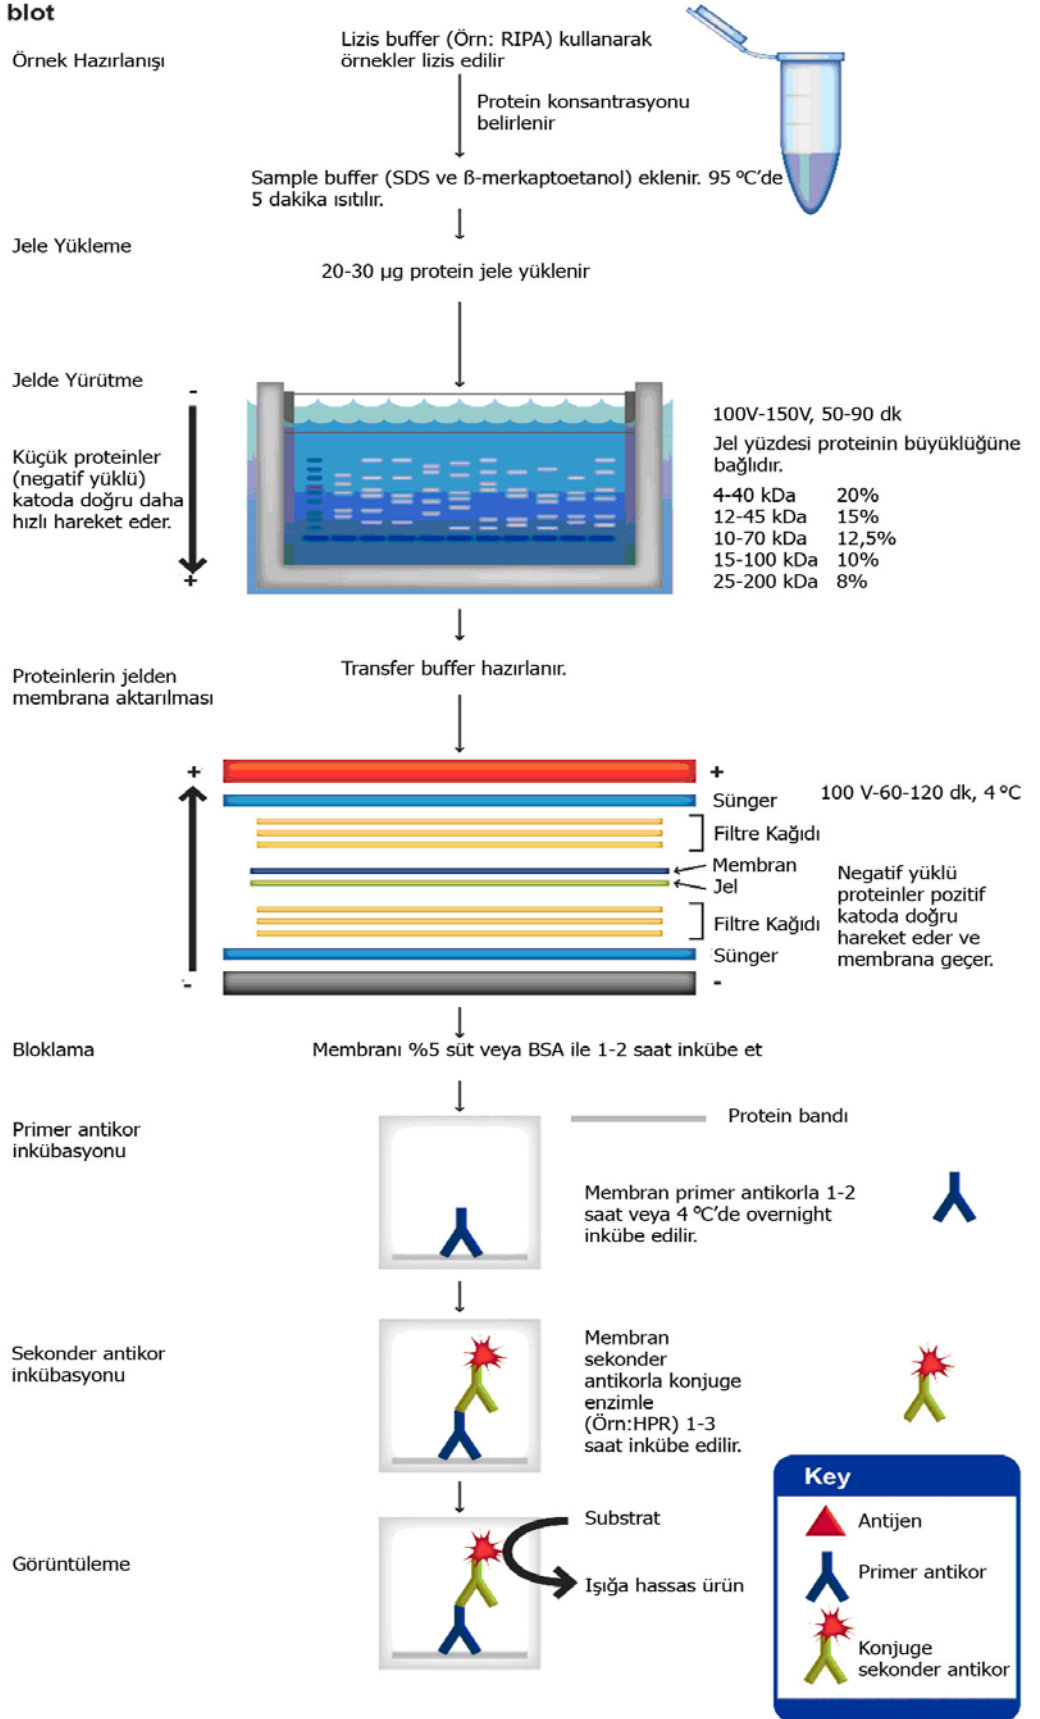 blot
Örnek Hazırlanışı
Lizis buffer (Örn: RIPA) kullanarak
örnekler lizis edilir
Protein konsantrasyonu
belirlenir
Sample buffer (SDS ve ß-merkaptoetanol) eklenir. 95 °C'de
5 dakika ısıtılır.
Jele Yükleme
20-30 µg protein jele yüklenir
Jelde Yürütme
-
Küçük proteinler
(negatif yüklü)
katoda doğru daha
hızlı hareket eder.
+
100V-150V, 50-90 dk
Jel yüzdesi proteinin büyüklüğüne
bağlıdır.
4-40 kDa 20%
12-45 kDa 15%
10-70 kDa 12,5%
15-100 kDa 10%
25-200 kDa 8%
Proteinlerin jelden
membrana aktarılması
Transfer buffer hazırlanır.
+ +
Sünger
100 V-60-120 dk, 4 °C
Filtre Kağıdı
Membran
Jel
Filtre Kağıdı
Sünger
- -
Negatif yüklü
proteinler pozitif
katoda doğru
hareket eder ve
membrana geçer.
Bloklama
Membranı %5 süt veya BSA ile 1-2 saat inkübe et
Primer antikor
inkübasyonu
Protein bandı
Membran primer antikorla 1-2
saat veya 4 °C'de overnight
inkübe edilir.
Sekonder antikor
inkübasyonu
Membran
sekonder
antikorla konjuge
enzimle
(Örn:HPR) 1-3
saat inkübe edilir.
Görüntüleme
Substrat
Işığa hassas ürün
Key
Antijen
Primer antikor
Konjuge
sekonder antikor